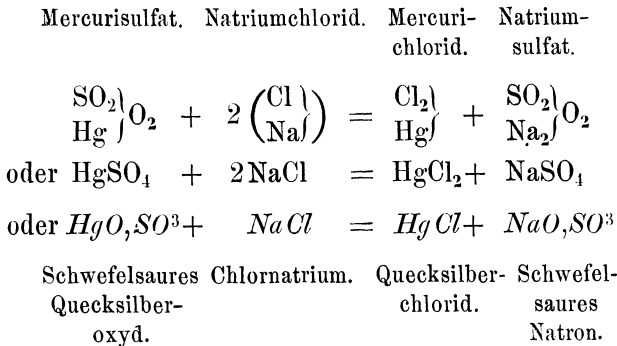 Mercurisulfat. Natriumchlorid. Mercuri- Natrium-
chlorid. sulfat.
SO₂} Cl} Cl₂} SO₂}
Hg }O₂ + 2 (Na}) = Hg} + Na₂}O₂
oder HgSO₄ + 2NaCl = HgCl₂+ NaSO₄
oder HgO,SO³+ NaCl = HgCl+ NaO,SO³
Schwefelsaures Chlornatrium. Quecksilber- Schwefel-
Quecksilber- chlorid. saures
oxyd. Natron.